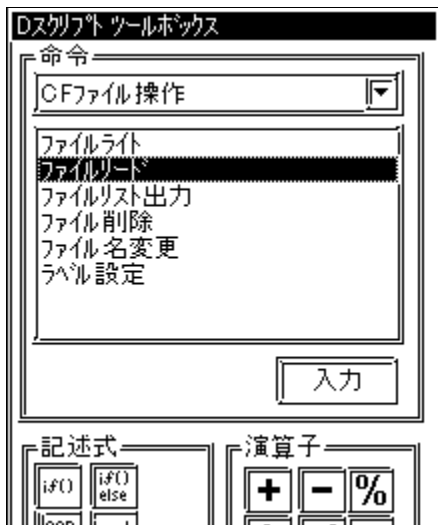 Dｽｸﾘﾌﾟﾄ ﾂｰﾙﾎﾞｯｸｽ
命令
CFﾌｧｲﾙ操作
ﾌｧｲﾙﾗｲﾄ
ﾌｧｲﾙﾘｰﾄﾞ
ﾌｧｲﾙﾘｽﾄ出力
ﾌｧｲﾙ削除
ﾌｧｲﾙ名変更
ﾗﾍﾞﾙ設定
入力
記述式 演算子
if() if() + - %
else